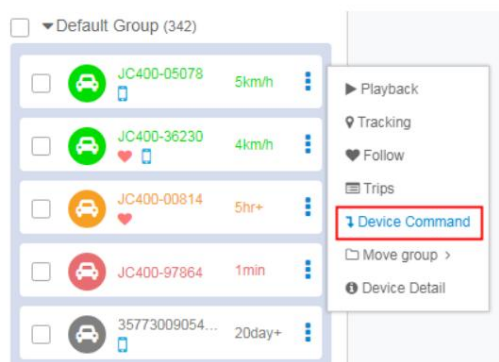 Default Group (342)
JC400-05078 5km/h
JC400-36230 4km/h
JC400-00814 5hr+
JC400-97864 1min
35773009054... 20day+
Playback
Tracking
Follow
Trips
Device Command
Move group >
Device Detail